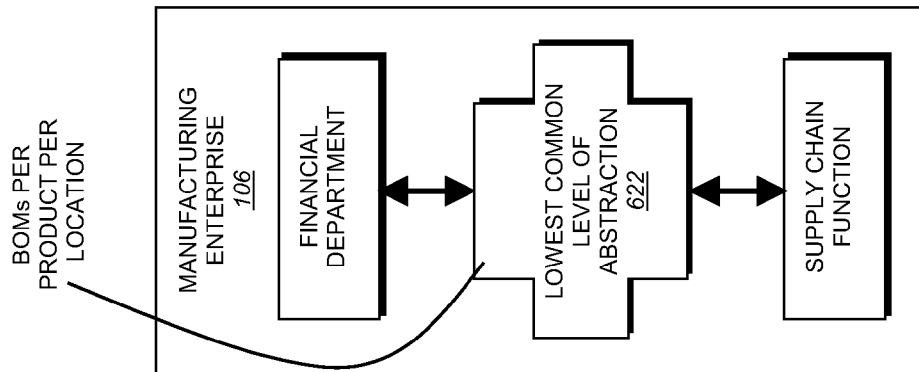 BOMs PER
PRODUCT PER
LOCATION
MANUFACTURING
ENTERPRISE
106
FINANCIAL
DEPARTMENT
LOWEST COMMON
LEVEL OF
ABSTRACTION
622
SUPPLY CHAIN
FUNCTION